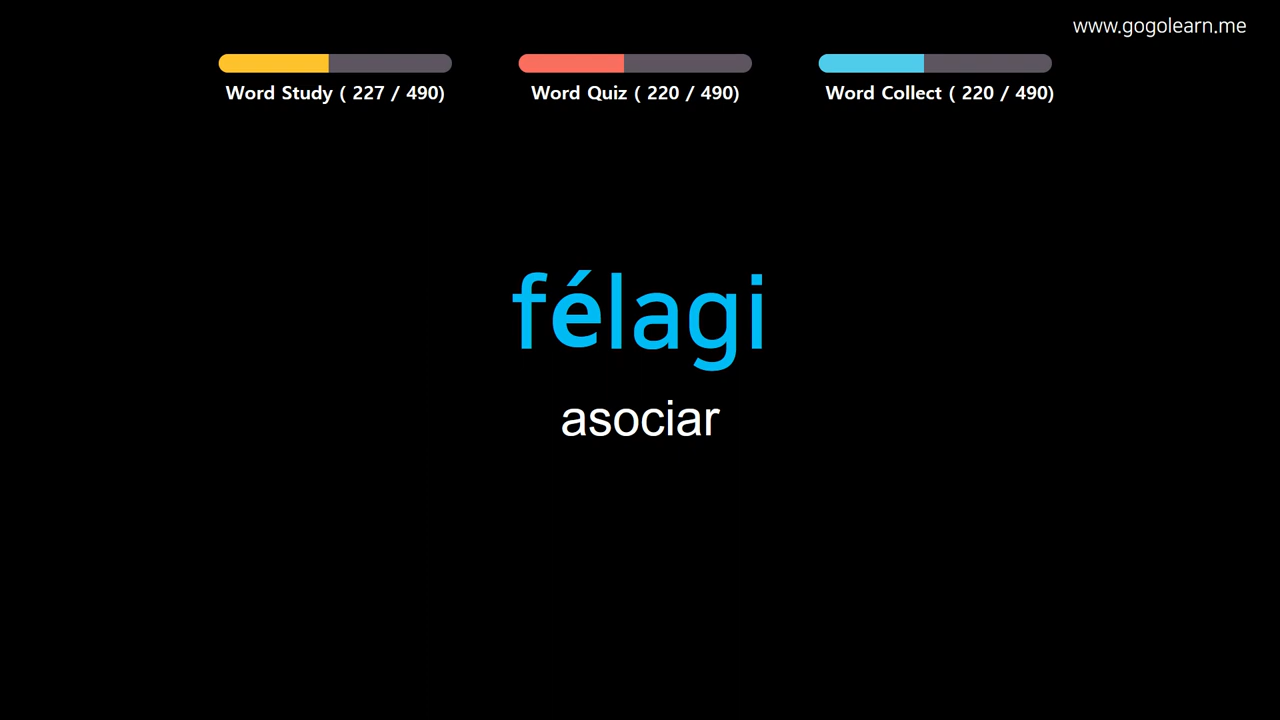 www.gogolearn.me
Word Study ( 227 / 490)
Word Quiz ( 220 / 490)
Word Collect ( 220 / 490)
félagi
asociar